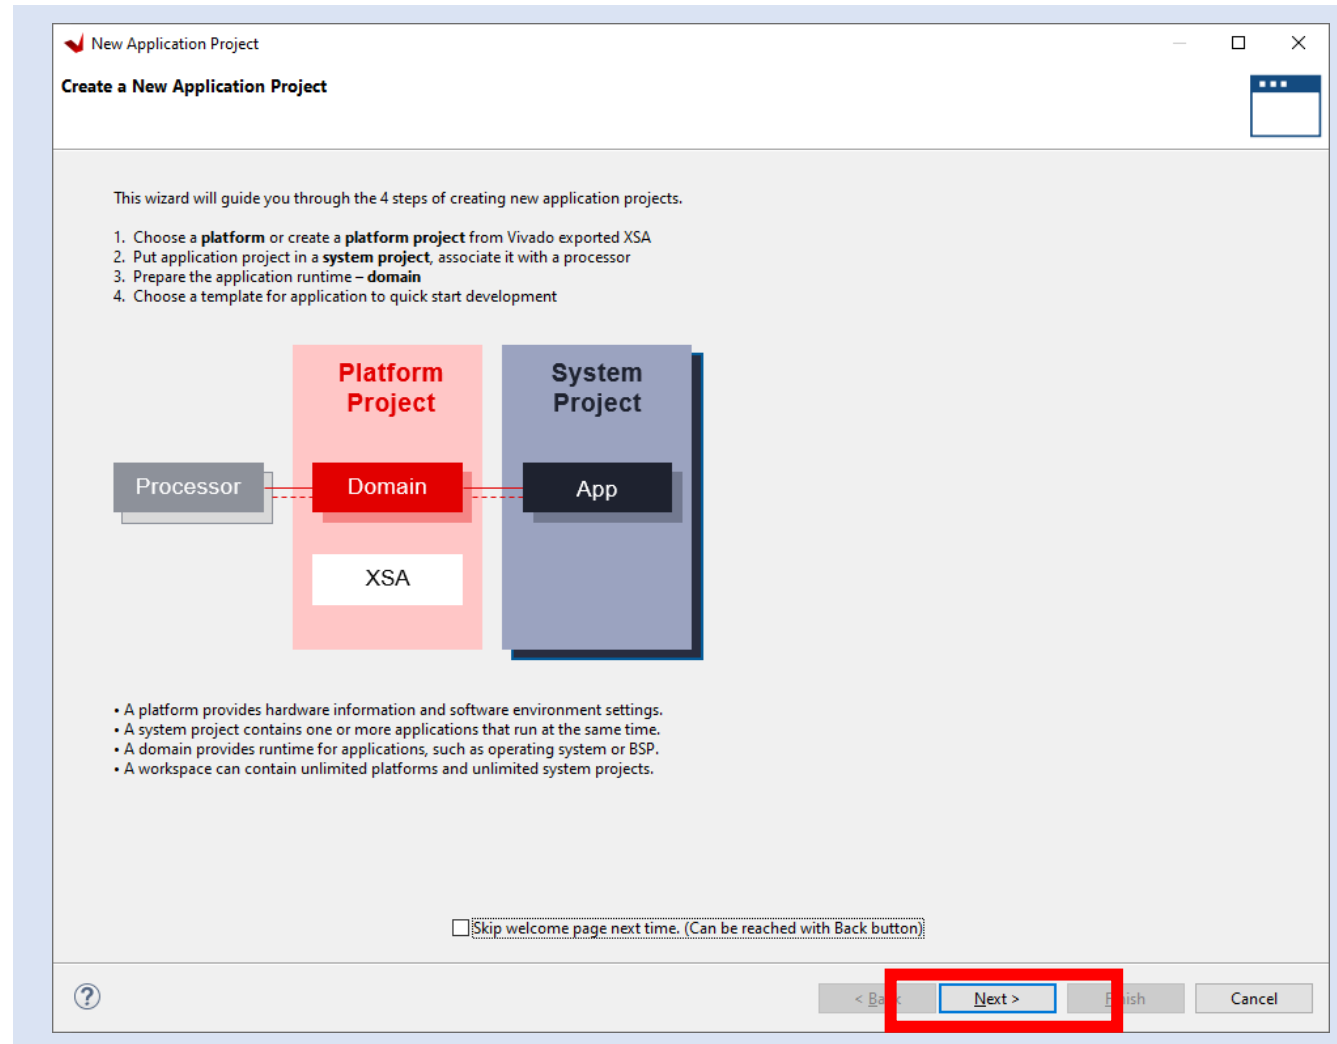 New Application Project
Create a New Application Project
This wizard will guide you through the 4 steps of creating new application projects.
1. Choose a platform or create a platform project from Vivado exported XSA
2. Put application project in a system project, associate it with a processor
3. Prepare the application runtime – domain
4. Choose a template for application to quick start development
Platform
Project
System
Project
Processor
Domain
App
XSA
• A platform provides hardware information and software environment settings.
• A system project contains one or more applications that run at the same time.
• A domain provides runtime for applications, such as operating system or BSP.
• A workspace can contain unlimited platforms and unlimited system projects.
Skip welcome page next time. (Can be reached with Back button)
?
< Back
Next >
Finish
Cancel